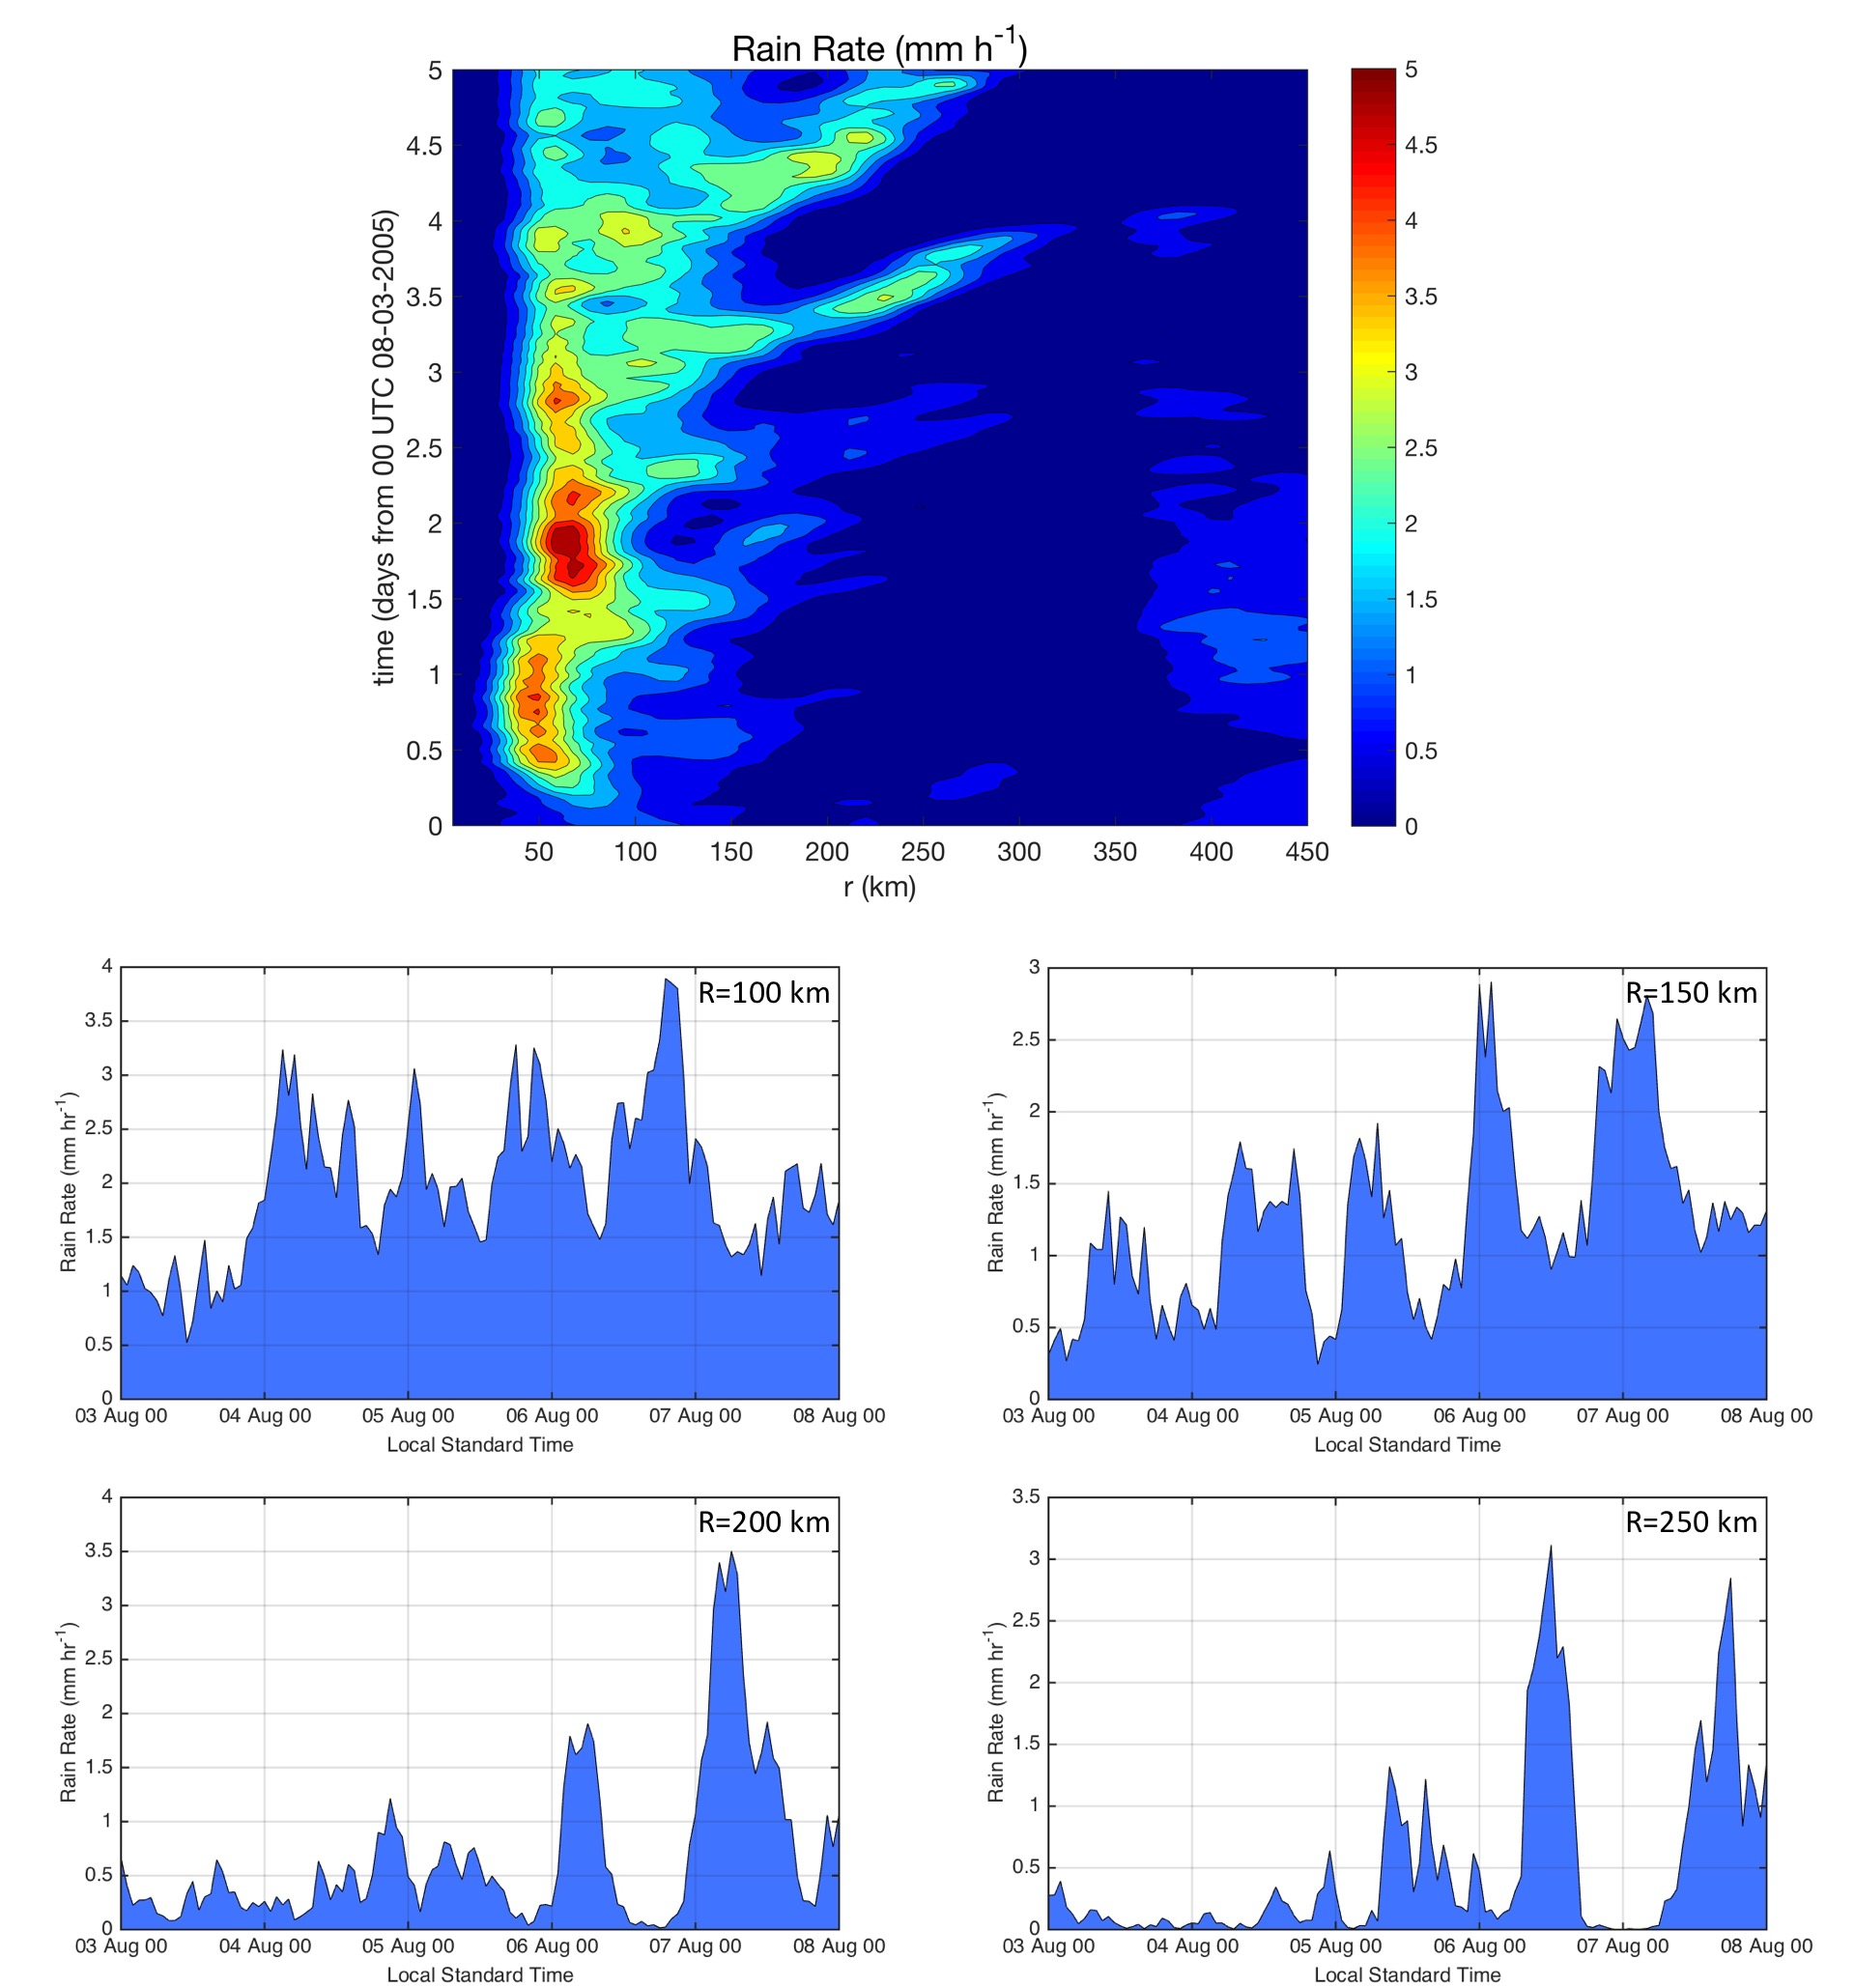 Rain Rate (mm h-1)
time (days from 00 UTC 08-03-2005)
5
4.5
4
3.5
3
2.5
2
1.5
1
0.5
0
50 100 150 200 250 300 350 400 450
r (km)
5
4.5
4
3.5
3
2.5
2
1.5
1
0.5
0
R=100 km
Rain Rate (mm hr-1)
4
3.5
3
2.5
2
1.5
1
0.5
0
03 Aug 00 04 Aug 00 05 Aug 00 06 Aug 00 07 Aug 00 08 Aug 00
Local Standard Time
R=150 km
Rain Rate (mm hr-1)
3
2.5
2
1.5
1
0.5
0
03 Aug 00 04 Aug 00 05 Aug 00 06 Aug 00 07 Aug 00 08 Aug 00
Local Standard Time
R=200 km
Rain Rate (mm hr-1)
4
3.5
3
2.5
2
1.5
1
0.5
0
03 Aug 00 04 Aug 00 05 Aug 00 06 Aug 00 07 Aug 00 08 Aug 00
Local Standard Time
R=250 km
Rain Rate (mm hr-1)
3.5
3
2.5
2
1.5
1
0.5
0
03 Aug 00 04 Aug 00 05 Aug 00 06 Aug 00 07 Aug 00 08 Aug 00
Local Standard Time